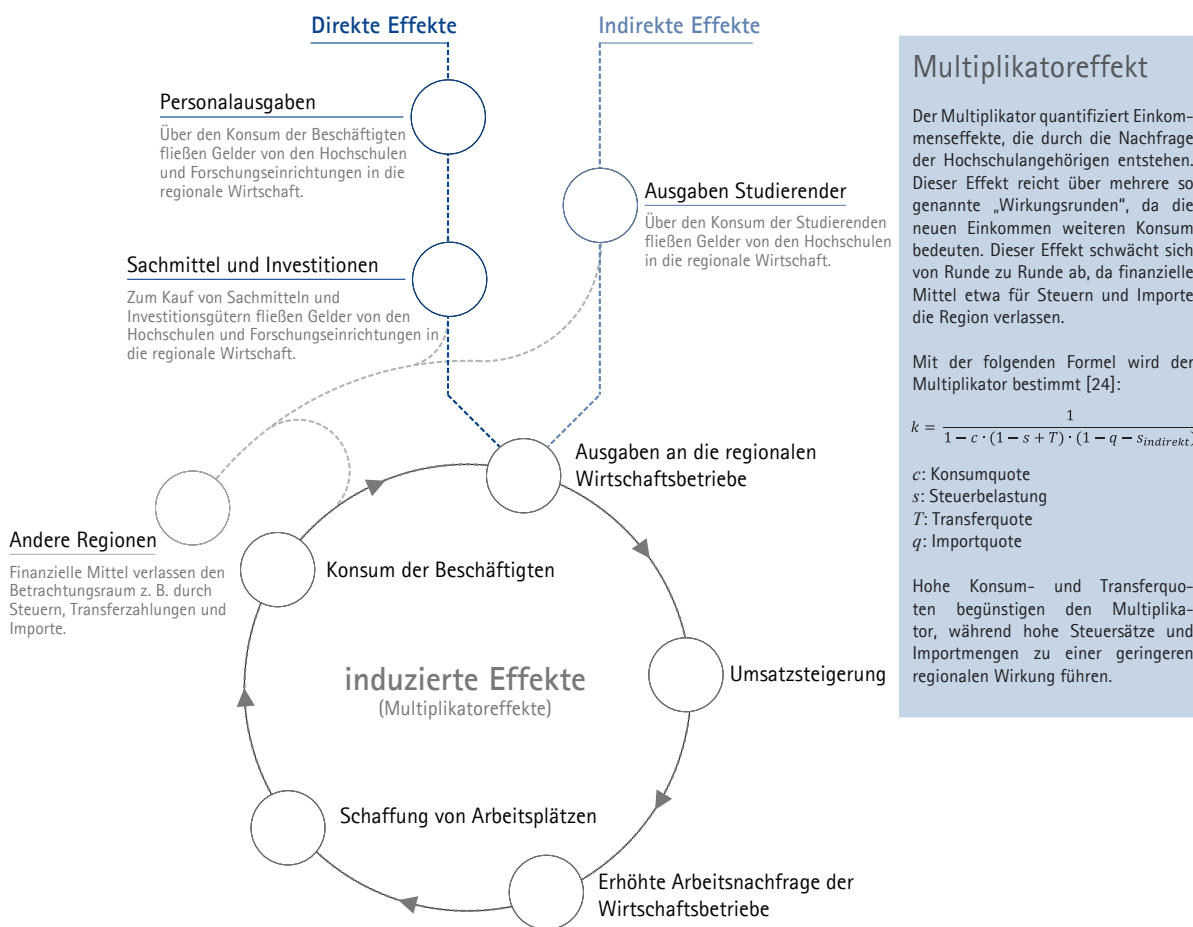 Direkte Effekte
Indirekte Effekte
Personalausgaben
Über den Konsum der Beschäftigten
fließen Gelder von den Hochschulen
und Forschungseinrichtungen in die
regionale Wirtschaft.
Ausgaben Studierender
Über den Konsum der Studierenden
fließen Gelder von den Hochschulen
in die regionale Wirtschaft.
Sachmittel und Investitionen
Zum Kauf von Sachmitteln und
Investitionsgütern fließen Gelder von den
Hochschulen und Forschungseinrichtungen in
die regionale Wirtschaft.
Ausgaben an die regionalen
Wirtschaftsbetriebe
Andere Regionen
Finanzielle Mittel verlassen den
Betrachtungsraum z. B. durch
Steuern, Transferzahlungen und
Importe.
Konsum der Beschäftigten
induzierte Effekte
(Multiplikatoreffekte)
Umsatzsteigerung
Schaffung von Arbeitsplätzen
Erhöhte Arbeitsnachfrage der
Wirtschaftsbetriebe
Multiplikatoreffekt
Der Multiplikator quantifiziert Einkom-
menseffekte, die durch die Nachfrage
der Hochschulangehörigen entstehen.
Dieser Effekt reicht über mehrere so
genannte „Wirkungsrunden“, da die
neuen Einkommen weiteren Konsum
bedeuten. Dieser Effekt schwächt sich
von Runde zu Runde ab, da finanzielle
Mittel etwa für Steuern und Importe
die Region verlassen.
Mit der folgenden Formel wird der
Multiplikator bestimmt [24]:
k = 1 / (1 − c · (1 − s + T) · (1 − q − s_indirekt))
c: Konsumquote
s: Steuerbelastung
T: Transferquote
q: Importquote
Hohe Konsum- und Transferquo-
ten begünstigen den Multiplika-
tor, während hohe Steuersätze und
Importmengen zu einer geringeren
regionalen Wirkung führen.